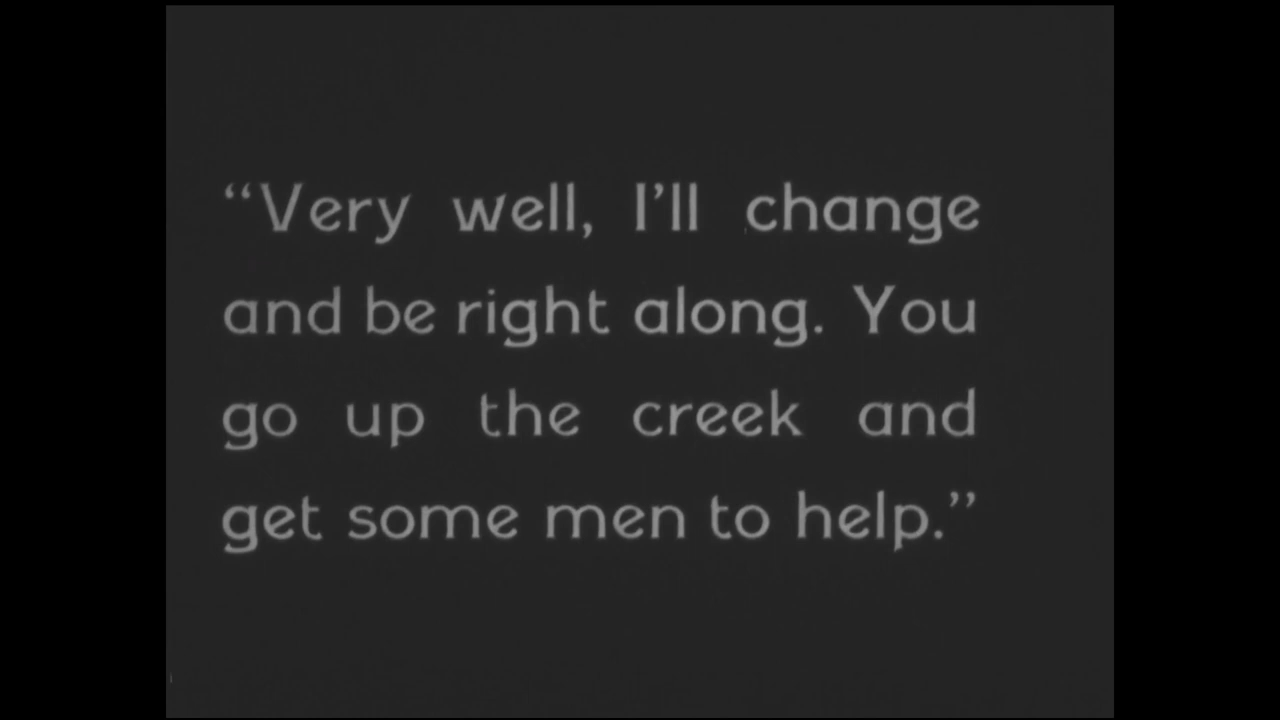 “Very well, I’ll change
and be right along. You
go up the creek and
get some men to help.”